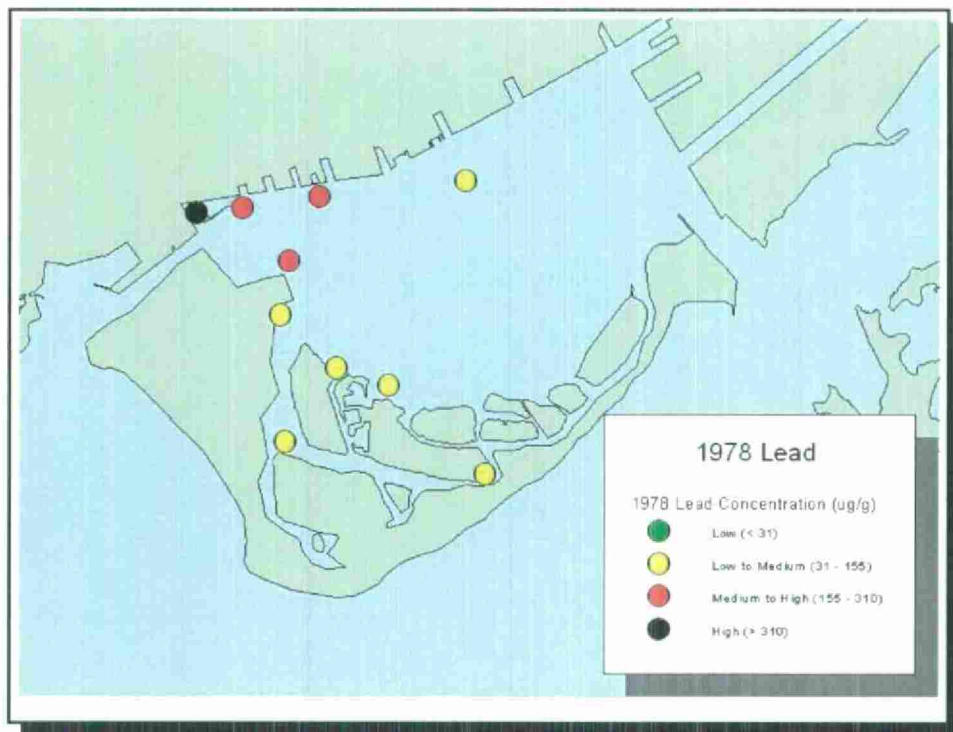 1978 Lead
1978 Lead Concentration (ug/g)
Low (< 31)
Low to Medium (31 - 155)
Medium to High (155 - 310)
High (> 310)